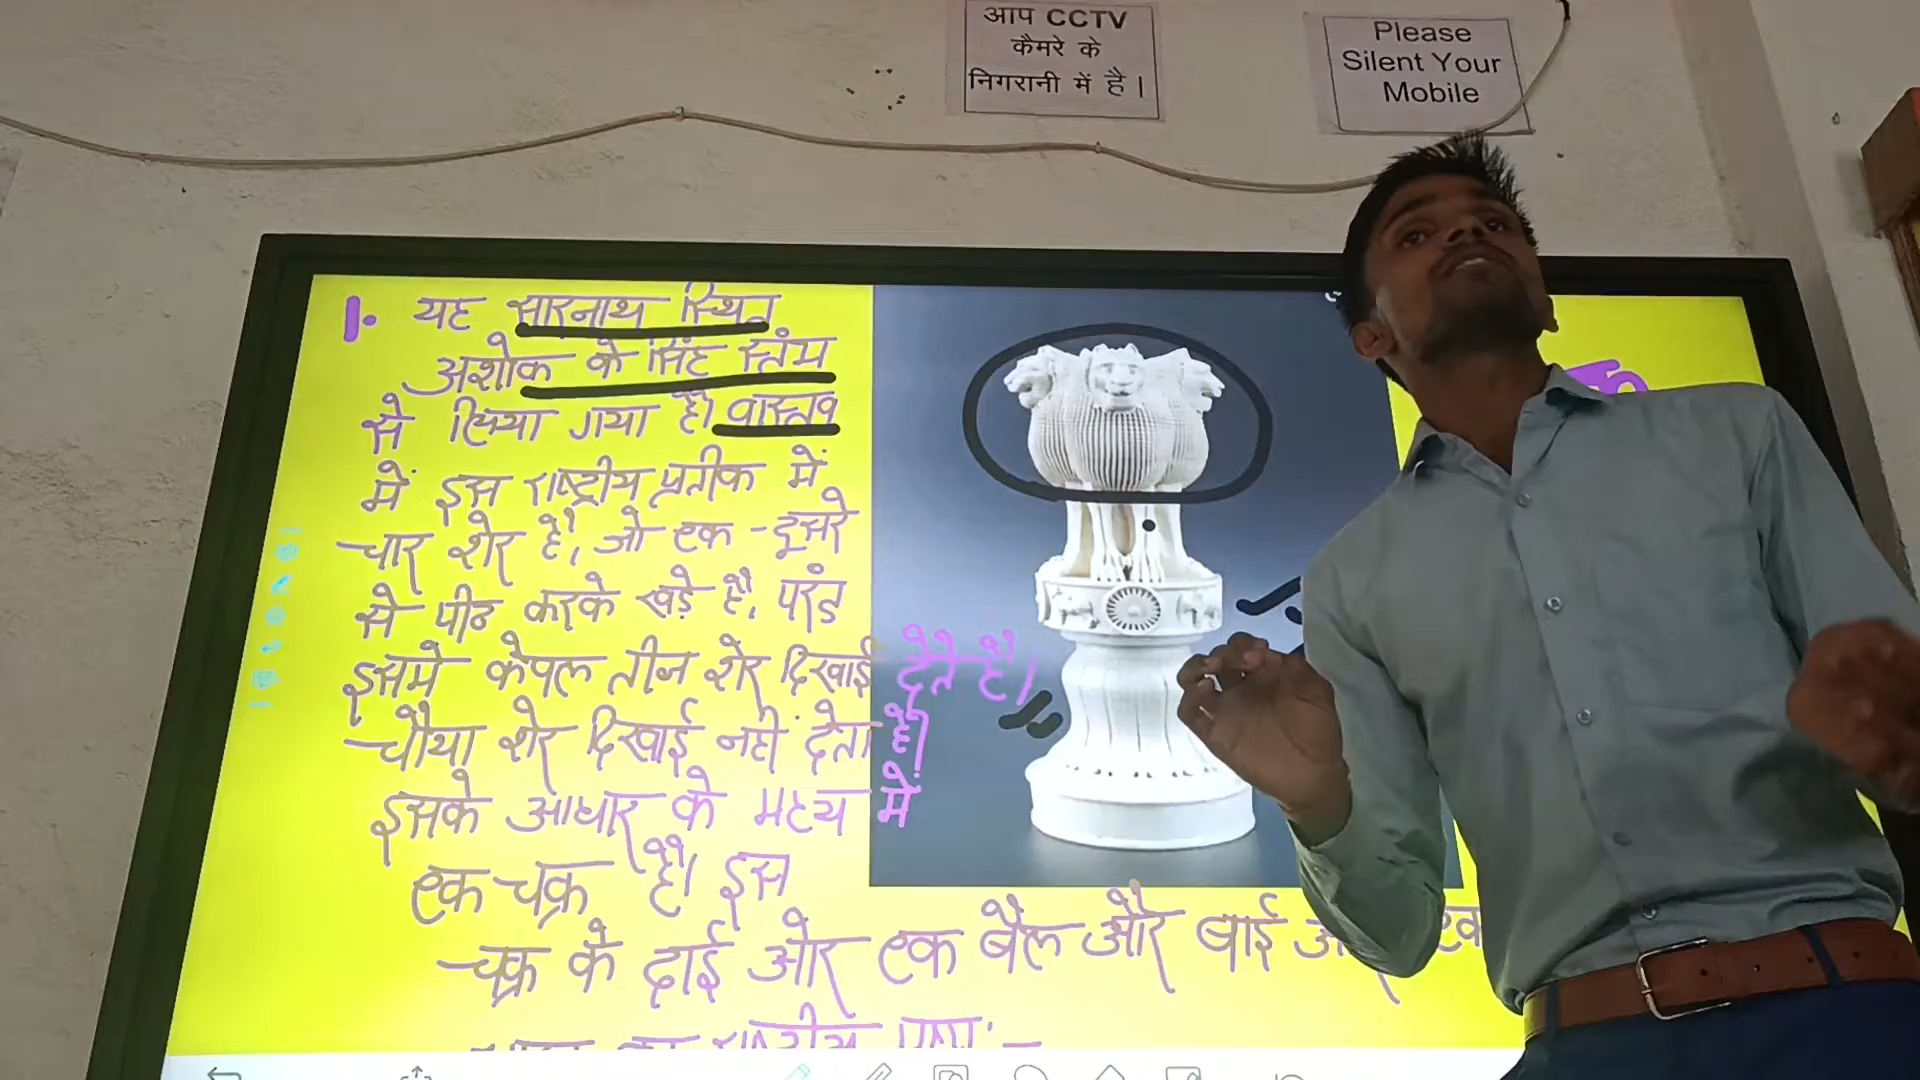 आप CCTV
कैमरे के
निगरानी में है।
Please
Silent Your
Mobile
1. यह सारनाथ स्थित
अशोक के सिंह स्तंभ
से लिया गया है। वास्तव
में इस राष्ट्रीय प्रतीक में
चार शेर हैं, जो एक-दूसरे
से पीठ करके खड़े हैं, परंतु
इसमे केवल तीन शेर दिखाई देते हैं।
चौथा शेर दिखाई नहीं देता है।
इसके आधार के मध्य में
एक चक्र है। इस
चक्र के दाई ओर एक बैल और बाई